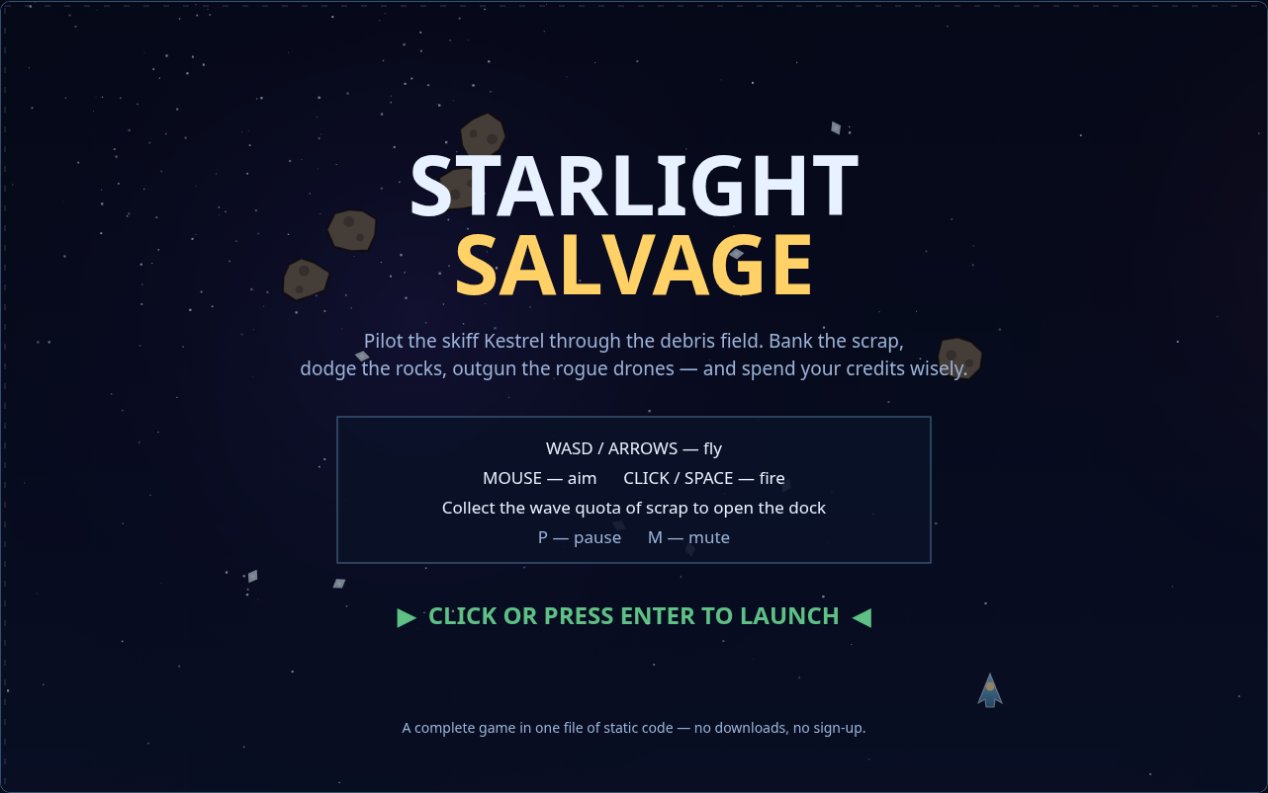 STARLIGHT
SALVAGE
Pilot the skiff Kestrel through the debris field. Bank the scrap,
dodge the rocks, outgun the rogue drones — and spend your credits wisely.
WASD / ARROWS — fly
MOUSE — aim CLICK / SPACE — fire
Collect the wave quota of scrap to open the dock
P — pause M — mute
▶ CLICK OR PRESS ENTER TO LAUNCH ◀
A complete game in one file of static code — no downloads, no sign-up.